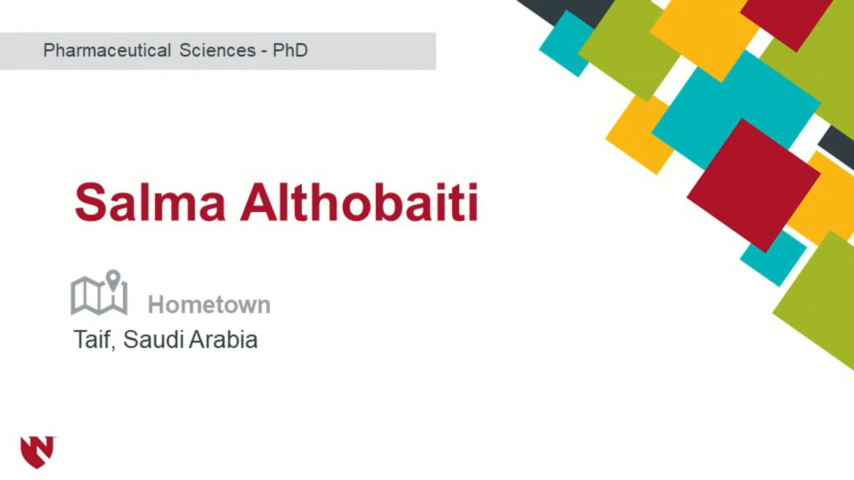 Pharmaceutical Sciences - PhD
Salma Althobaiti
Hometown
Taif, Saudi Arabia